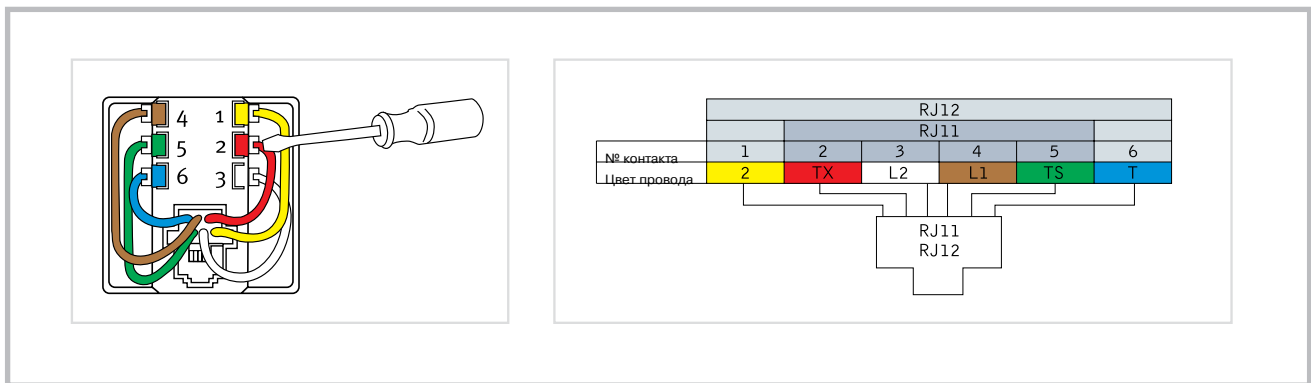 4 1
5 2
6 3
RJ12
RJ11
№ контакта 1 2 3 4 5 6
Цвет провода 2 TX L2 L1 TS T
RJ11
RJ12